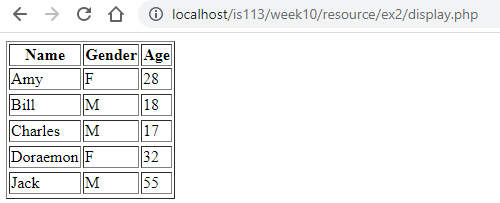 localhost/is113/week10/resource/ex2/display.php
Name Gender Age
Amy F 28
Bill M 18
Charles M 17
Doraemon F 32
Jack M 55